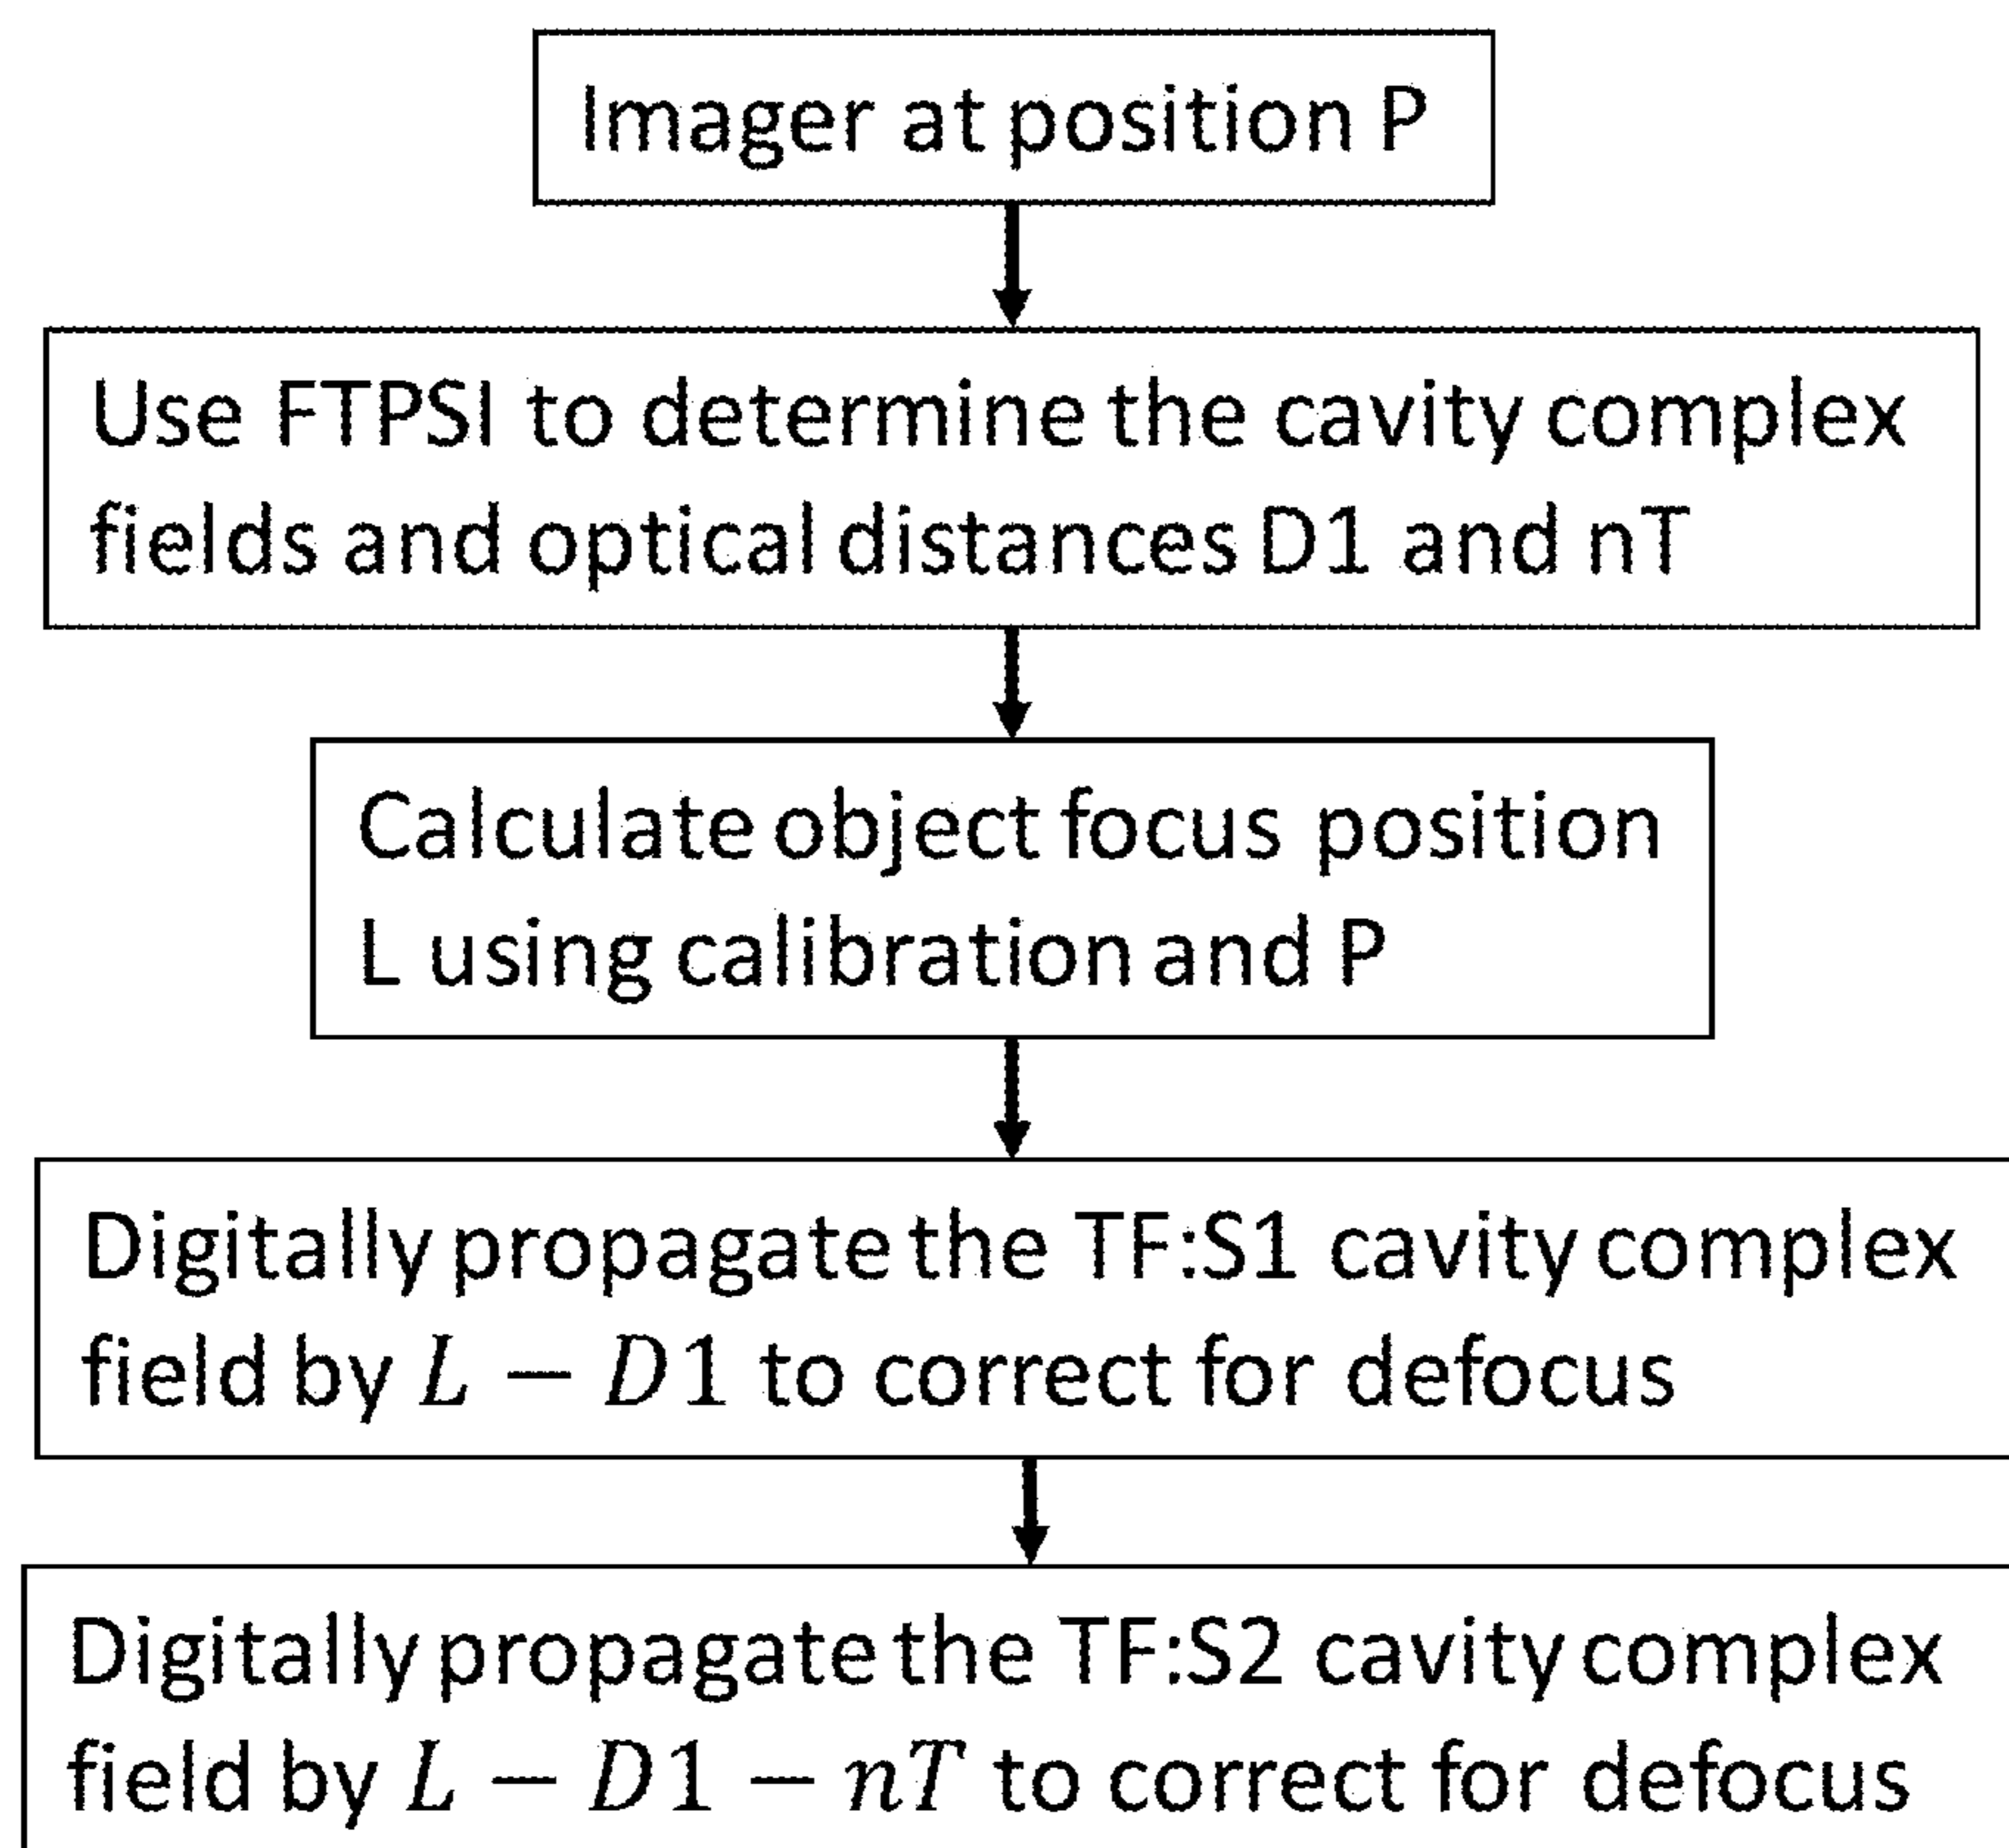 Imager at position P
Use FTPSI to determine the cavity complex
fields and optical distances D1 and nT
Calculate object focus position
L using calibration and P
Digitally propagate the TF:S1 cavity complex
field by L − D1 to correct for defocus
Digitally propagate the TF:S2 cavity complex
field by L − D1 − nT to correct for defocus